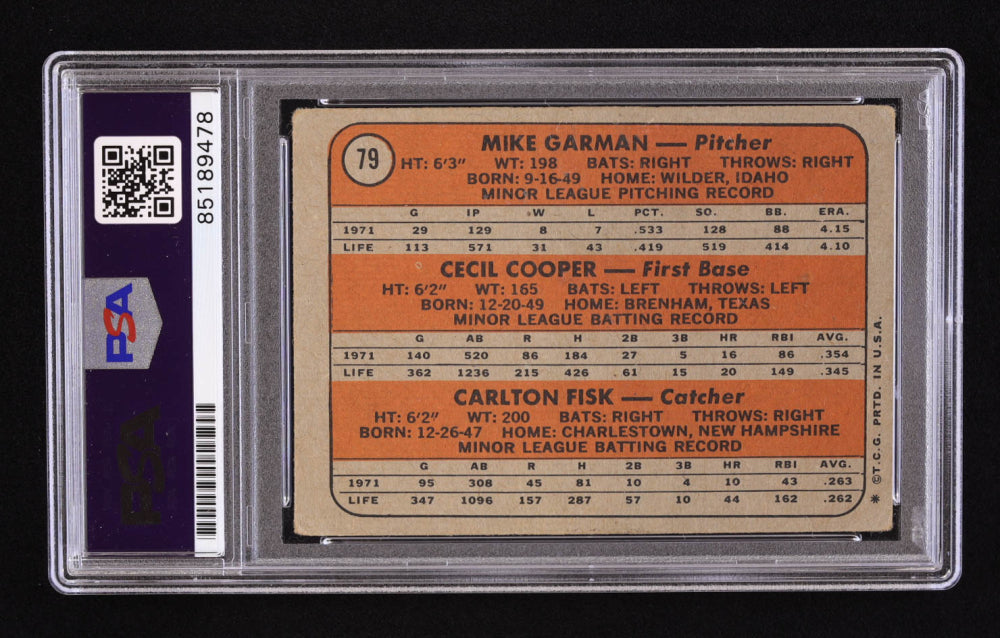 85189478
PSA
PSA
79
MIKE GARMAN — Pitcher
HT: 6'3" WT: 198 BATS: RIGHT THROWS: RIGHT
BORN: 9-16-49 HOME: WILDER, IDAHO
MINOR LEAGUE PITCHING RECORD
G IP W L PCT. SO. BB. ERA.
1971 29 129 8 7 .533 128 88 4.15
LIFE 113 571 31 43 .419 519 414 4.10
CECIL COOPER — First Base
HT: 6'2" WT: 165 BATS: LEFT THROWS: LEFT
BORN: 12-20-49 HOME: BRENHAM, TEXAS
MINOR LEAGUE BATTING RECORD
G AB R H 2B 3B HR RBI AVG.
1971 140 520 86 184 27 5 16 86 .354
LIFE 362 1236 215 426 61 15 20 149 .345
CARLTON FISK — Catcher
HT: 6'2" WT: 200 BATS: RIGHT THROWS: RIGHT
BORN: 12-26-47 HOME: CHARLESTOWN, NEW HAMPSHIRE
MINOR LEAGUE BATTING RECORD
G AB R H 2B 3B HR RBI AVG.
1971 95 308 45 81 10 4 10 43 .263
LIFE 347 1096 157 287 57 10 44 162 .262
* ©T.C.G. PRTD. IN U.S.A.